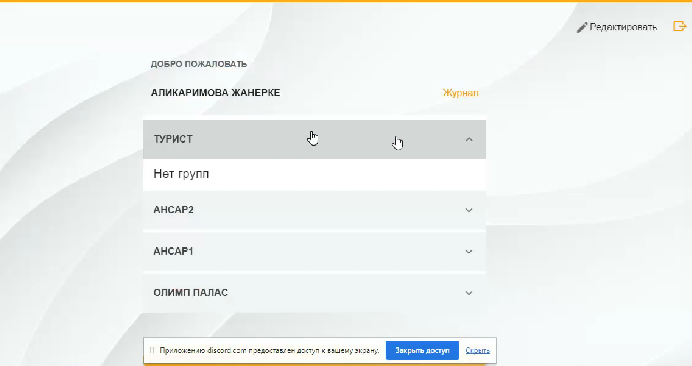 Редактировать
ДОБРО ПОЖАЛОВАТЬ
АЛИКАРИМОВА ЖАНЕРКЕ
Журнал
ТУРИСТ
Нет групп
АНСАР2
АНСАР1
ОЛИМП ПАЛАС
Приложению discord.com предоставлен доступ к вашему экрану.
Закрыть доступ
Скрыть